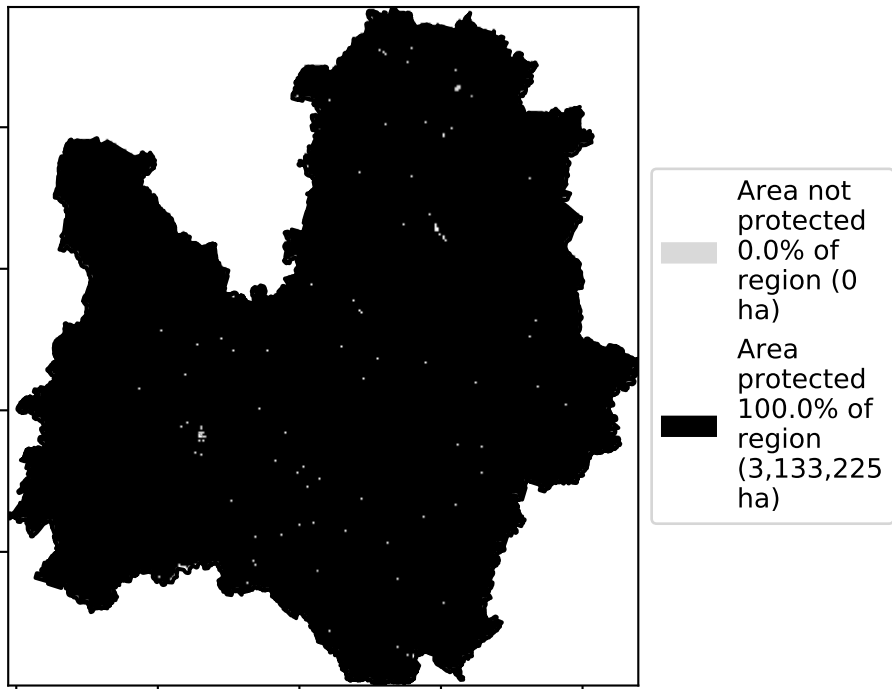 Area not
protected
0.0% of
region (0
ha)
Area
protected
100.0% of
region
(3,133,225
ha)